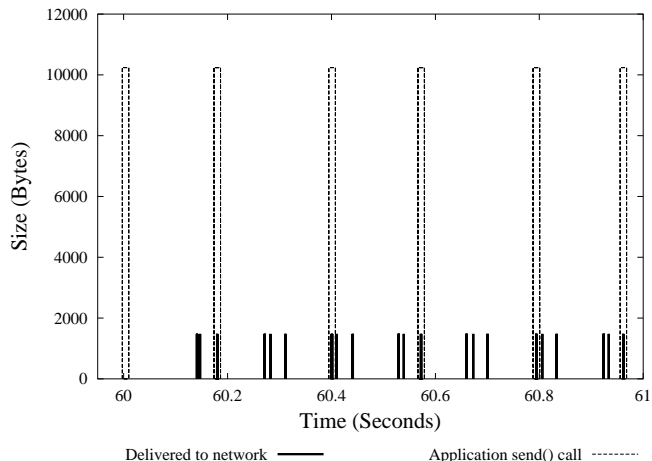 12000
10000
8000
6000
4000
2000
0
Size (Bytes)
60 60.2 60.4 60.6 60.8 61
Time (Seconds)
Delivered to network Application send() call